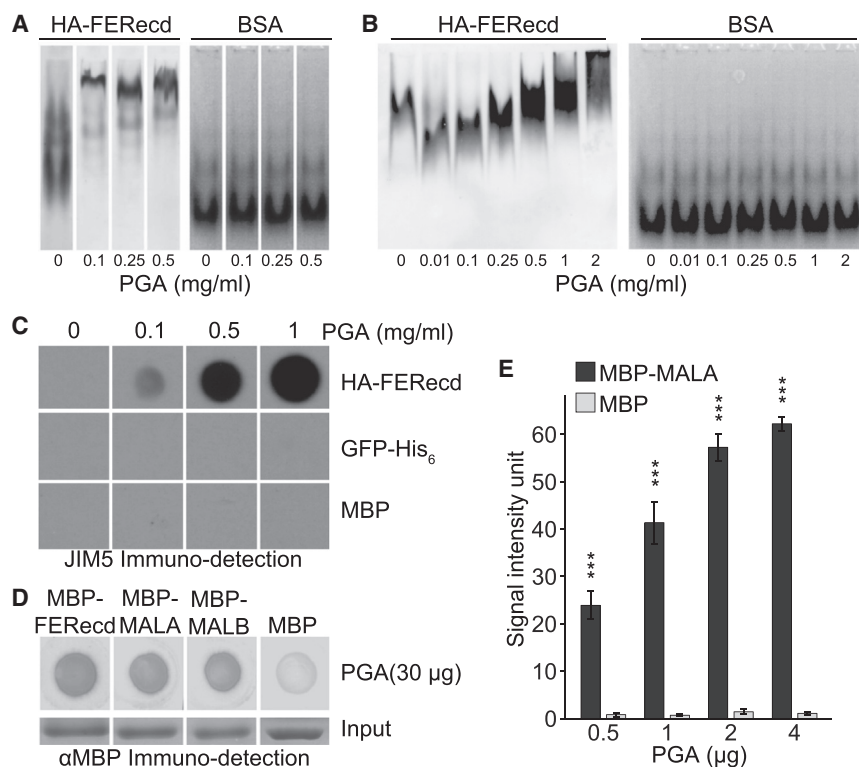 A HA-FERecd BSA
0 0.1 0.25 0.5 0 0.1 0.25 0.5
PGA (mg/ml)
B HA-FERecd BSA
0 0.01 0.1 0.25 0.5 1 2 0 0.01 0.1 0.25 0.5 1 2
PGA (mg/ml)
C 0 0.1 0.5 1 PGA (mg/ml)
HA-FERecd
GFP-His6
MBP
JIM5 Immuno-detection
D MBP- MBP- MBP-
FERecd MALA MALB MBP
PGA(30 µg)
Input
αMBP Immuno-detection
E
MBP-MALA
MBP
Signal intensity unit
60
50
40
30
20
10
0
***
***
***
***
0.5 1 2 4
PGA (µg)